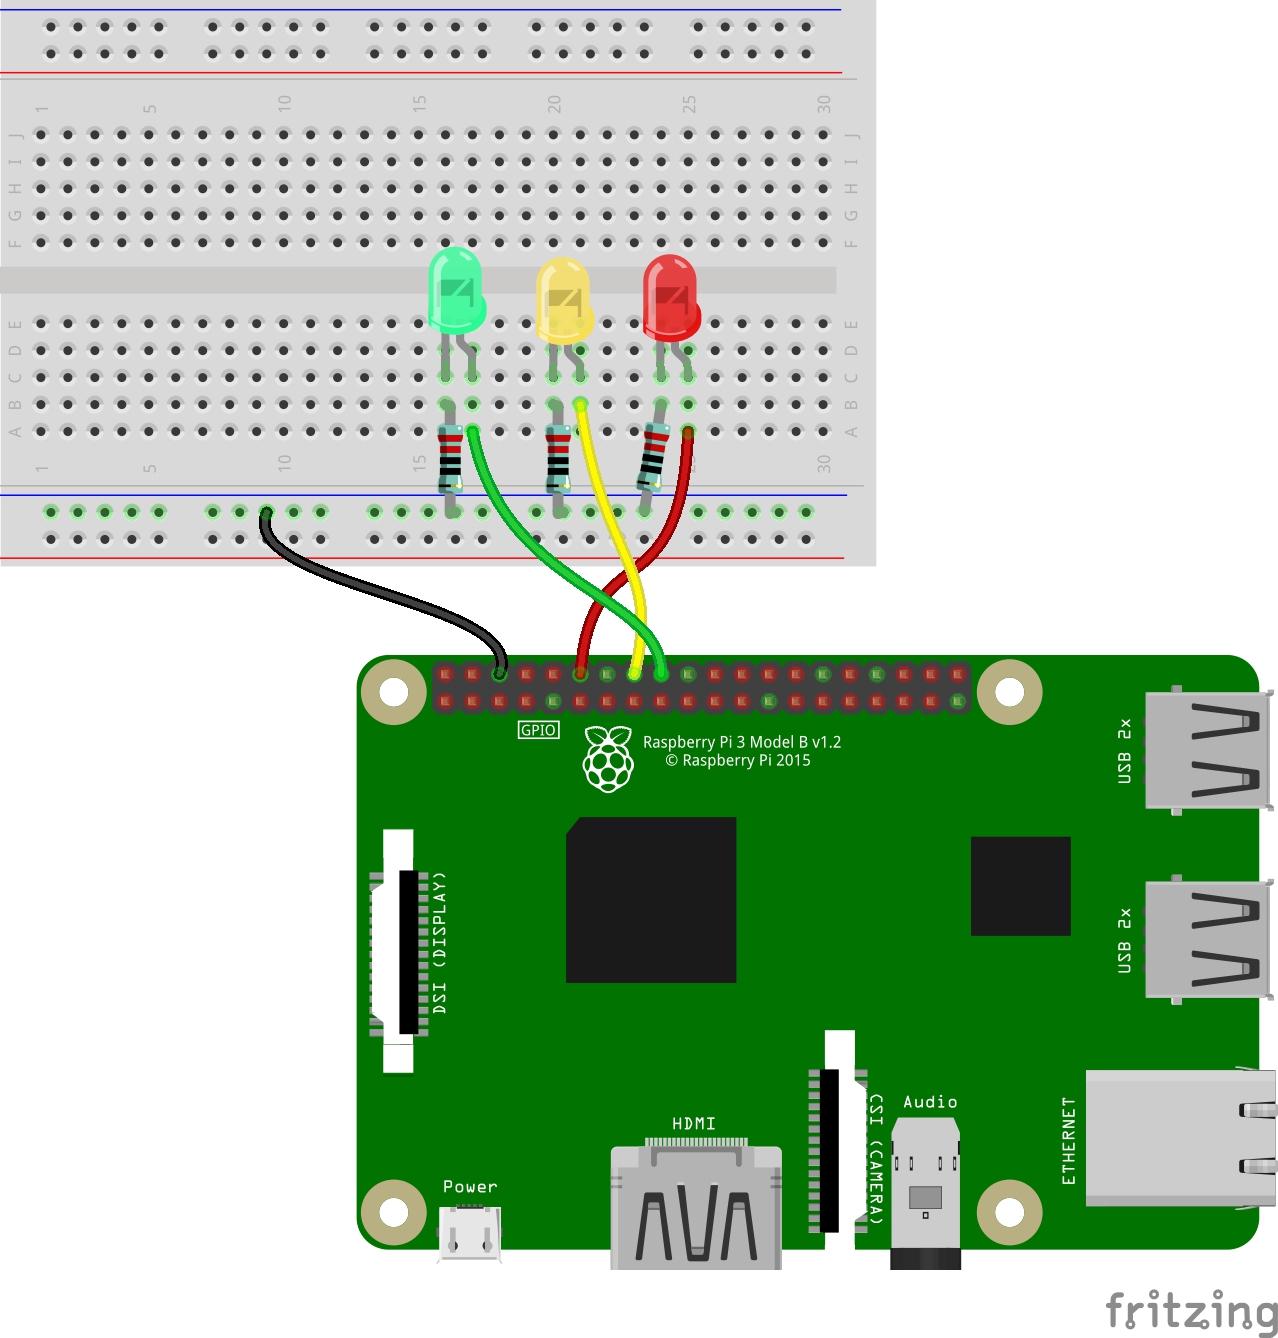 1 5 10 15 20 25 30
J J
I I
H H
G G
F F
E E
D D
C C
B B
A A
1 5 10 15 25 30
GPIO
Raspberry Pi 3 Model B v1.2
© Raspberry Pi 2015
USB 2x
DSI (DISPLAY)
USB 2x
CSI (CAMERA)
Audio
ETHERNET
HDMI
Power
fritzing